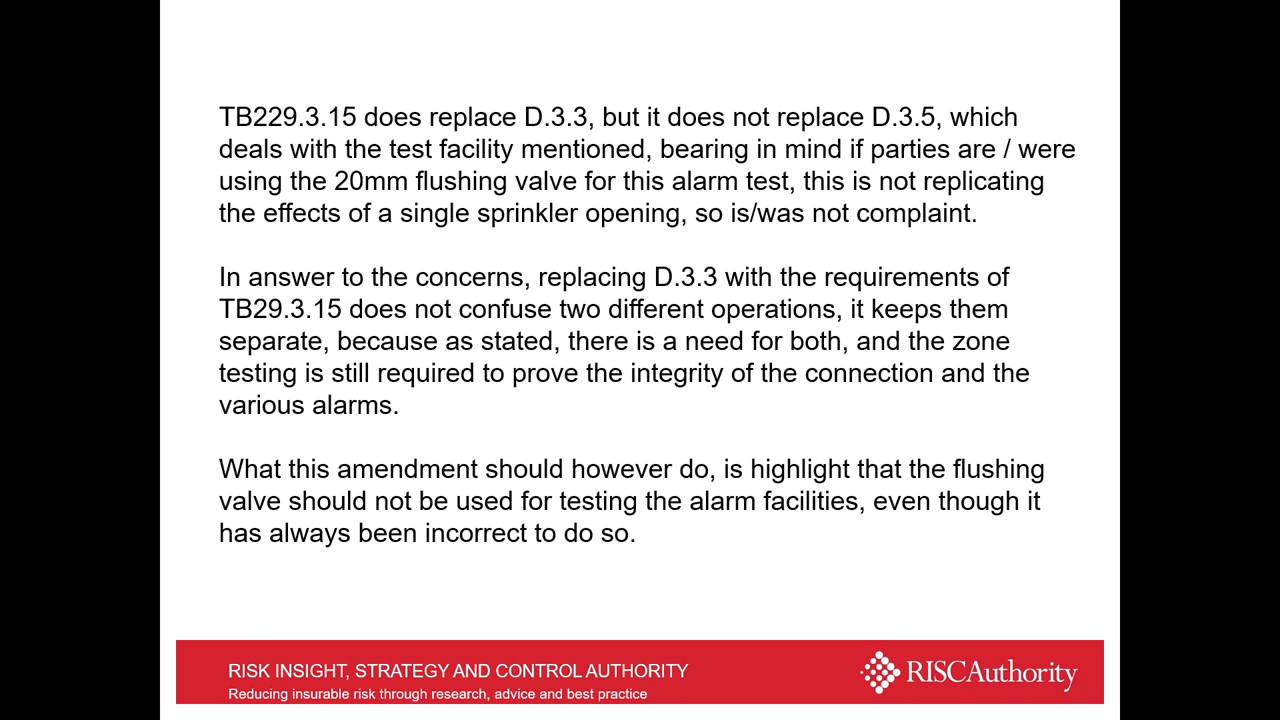 TB229.3.15 does replace D.3.3, but it does not replace D.3.5, which
deals with the test facility mentioned, bearing in mind if parties are / were
using the 20mm flushing valve for this alarm test, this is not replicating
the effects of a single sprinkler opening, so is/was not complaint.
In answer to the concerns, replacing D.3.3 with the requirements of
TB29.3.15 does not confuse two different operations, it keeps them
separate, because as stated, there is a need for both, and the zone
testing is still required to prove the integrity of the connection and the
various alarms.
What this amendment should however do, is highlight that the flushing
valve should not be used for testing the alarm facilities, even though it
has always been incorrect to do so.
RISK INSIGHT, STRATEGY AND CONTROL AUTHORITY
Reducing insurable risk through research, advice and best practice
RISCAuthority